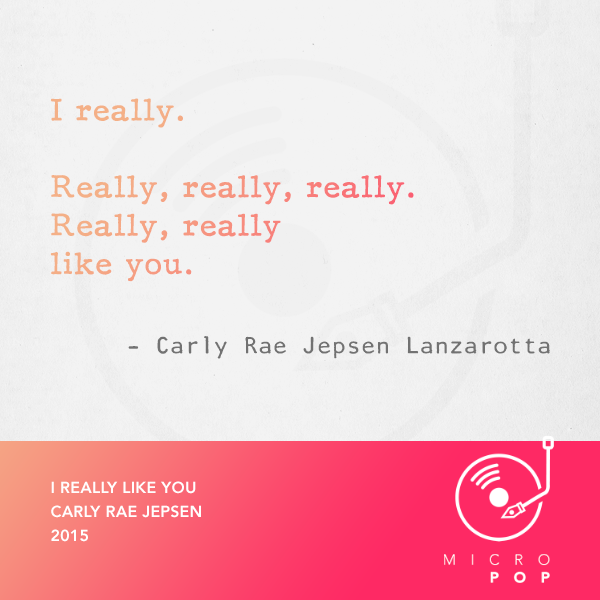 I really.
Really, really, really.
Really, really
like you.
– Carly Rae Jepsen Lanzarotta
I REALLY LIKE YOU
CARLY RAE JEPSEN
2015
MICRO
POP